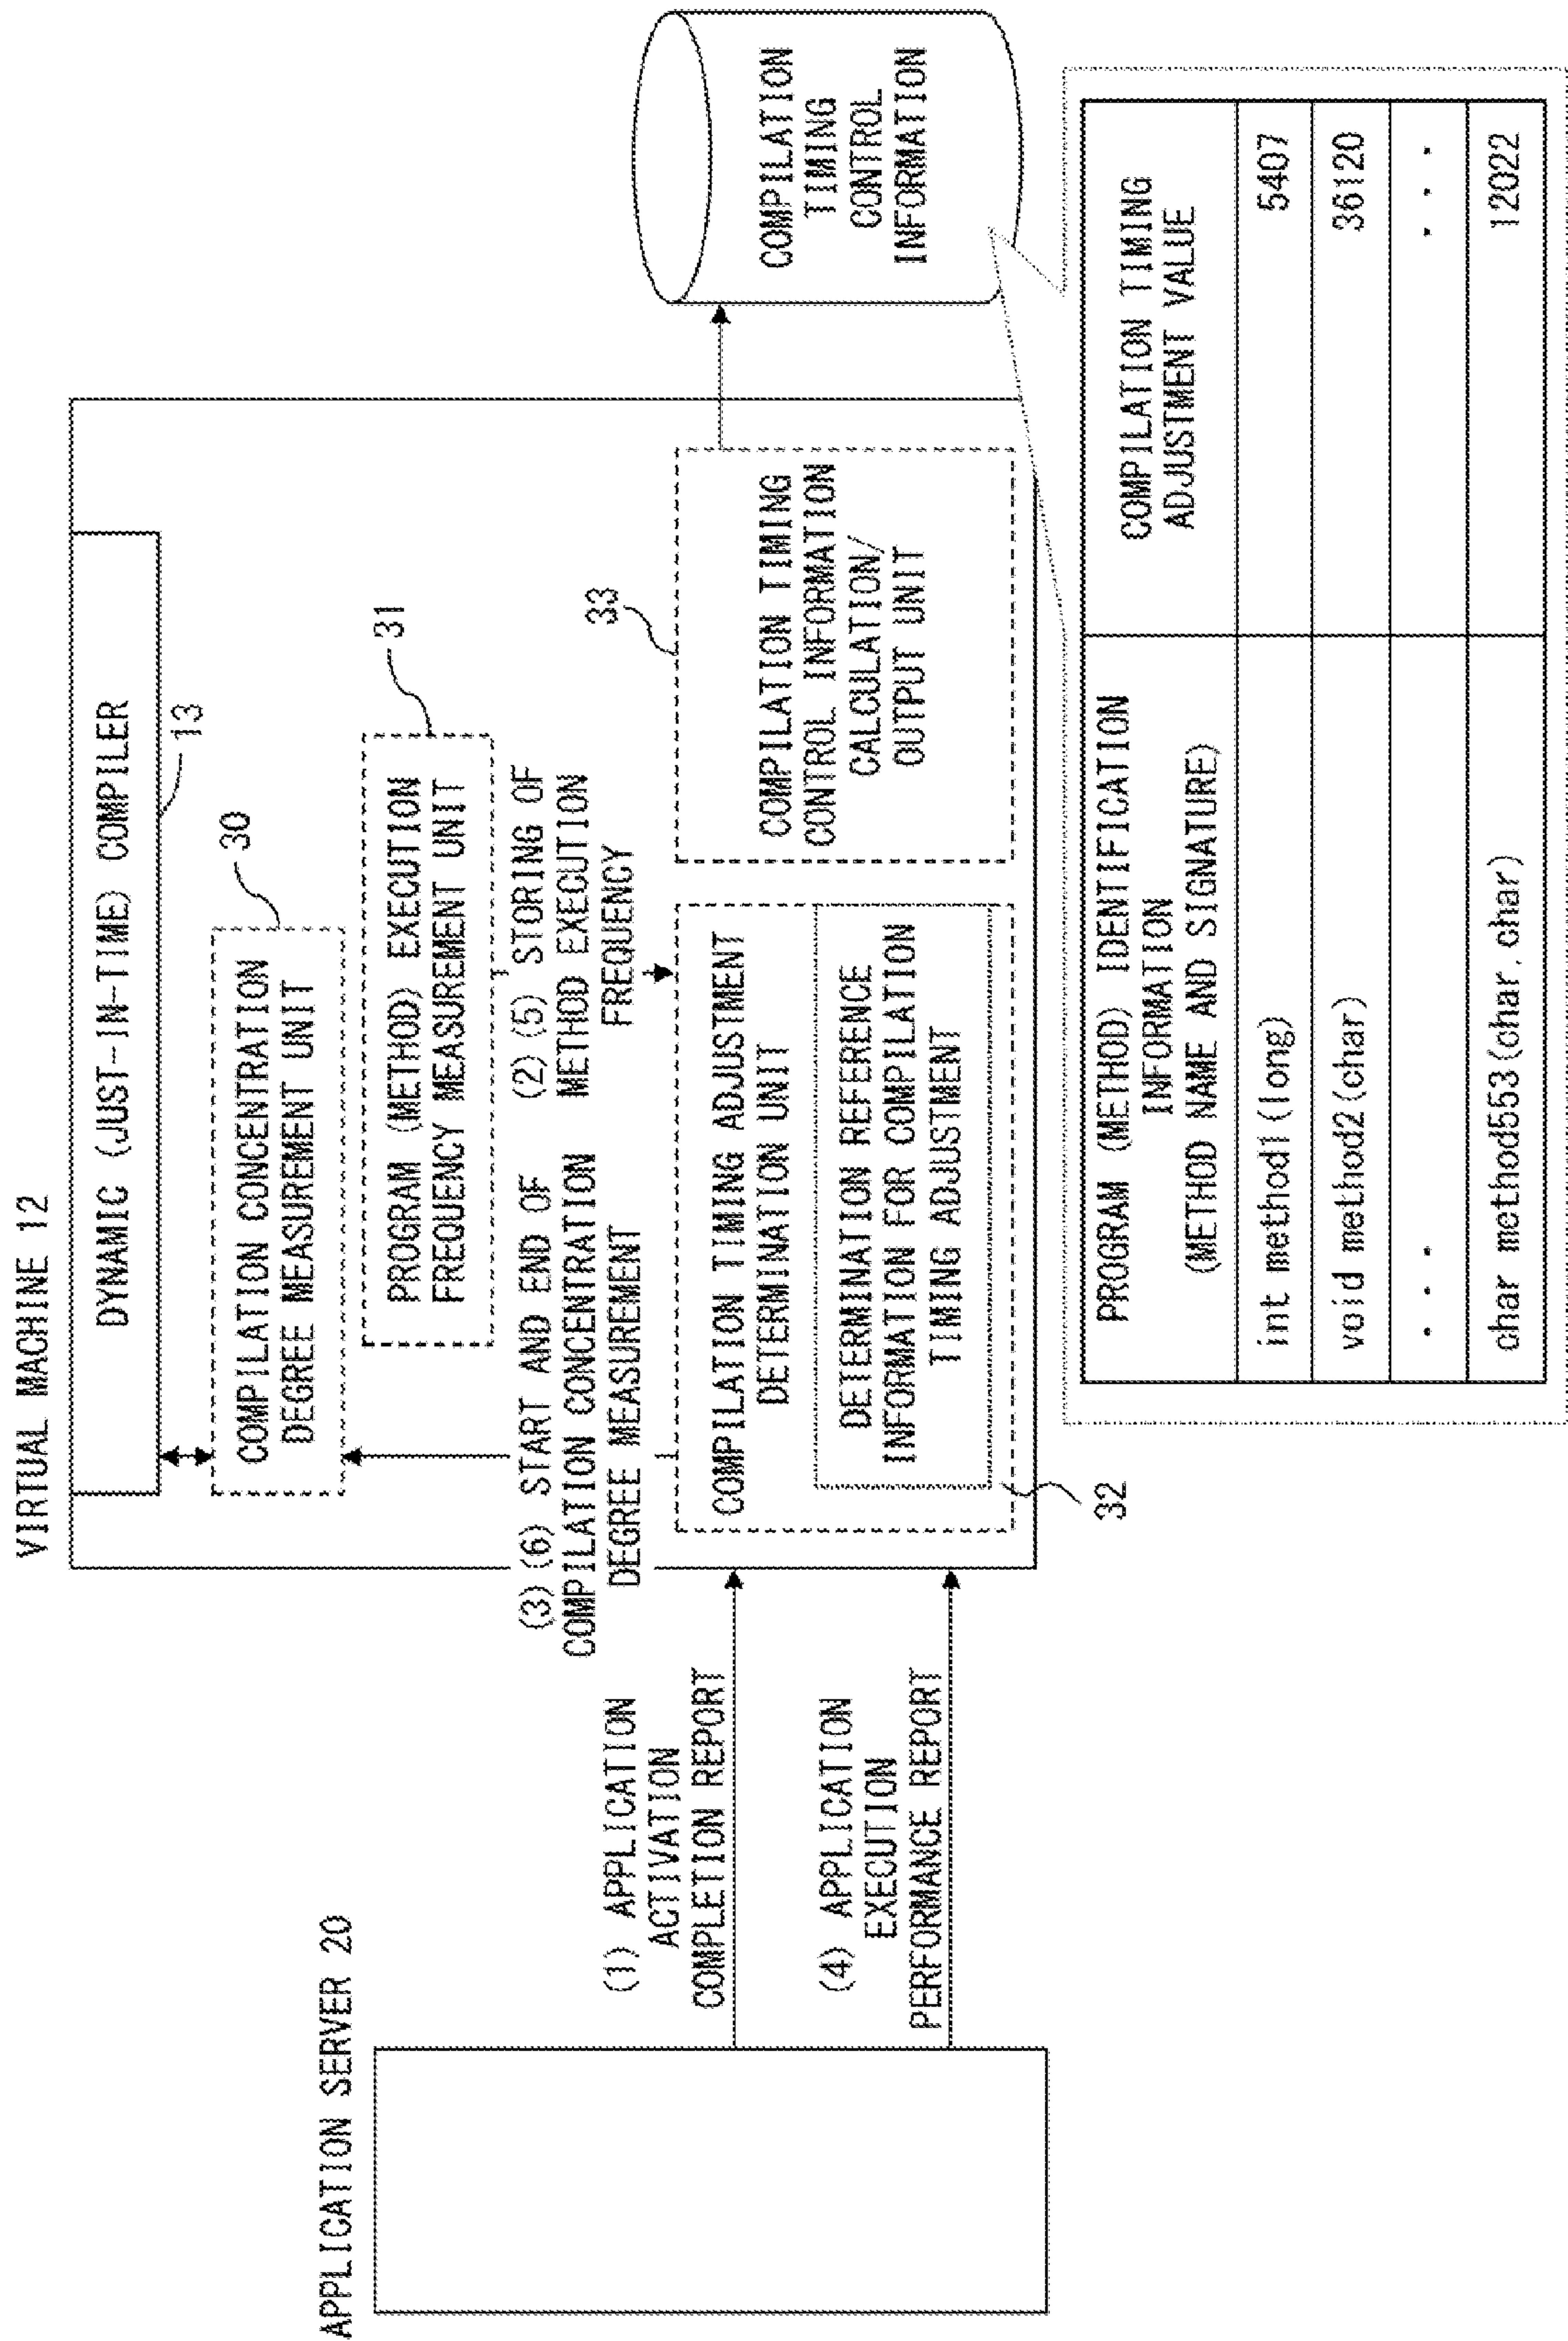 VIRTUAL MACHINE 12
DYNAMIC (JUST-IN-TIME) COMPILER
13
COMPILATION CONCENTRATION
DEGREE MEASUREMENT UNIT
30
PROGRAM (METHOD) EXECUTION
FREQUENCY MEASUREMENT UNIT
31
(3)(6) START AND END OF
COMPILATION CONCENTRATION
DEGREE MEASUREMENT
(2)(5) STORING OF
METHOD EXECUTION
FREQUENCY
COMPILATION TIMING ADJUSTMENT
DETERMINATION UNIT
DETERMINATION REFERENCE
INFORMATION FOR COMPILATION
TIMING ADJUSTMENT
32
33
COMPILATION TIMING
CONTROL INFORMATION
CALCULATION/
OUTPUT UNIT
COMPILATION
TIMING
CONTROL
INFORMATION
APPLICATION SERVER 20
(1) APPLICATION
ACTIVATION
COMPLETION REPORT
(4) APPLICATION
EXECUTION
PERFORMANCE REPORT
PROGRAM (METHOD) IDENTIFICATION
INFORMATION
(METHOD NAME AND SIGNATURE)
COMPILATION TIMING
ADJUSTMENT VALUE
int method1(long) 5407
void method2(char) 36120
... ...
char method553(char,char) 12022